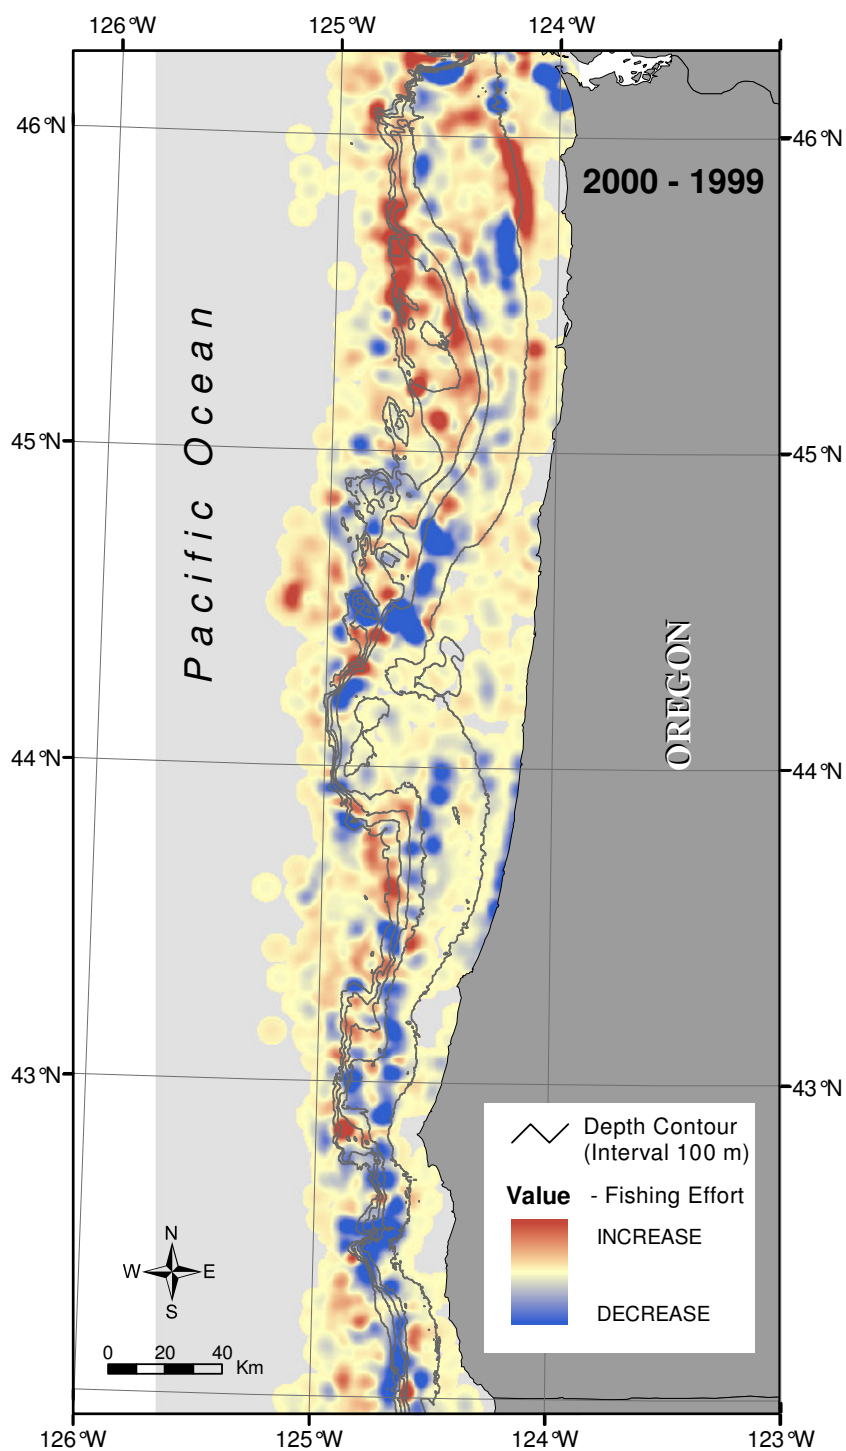 126°W 125°W 124°W
46°N 46°N
2000 - 1999
Pacific Ocean
45°N 45°N
OREGON
44°N 44°N
43°N 43°N
Depth Contour
(Interval 100 m)
Value - Fishing Effort
INCREASE
DECREASE
N
W E
S
0 20 40
Km
126°W 125°W 124°W 123°W